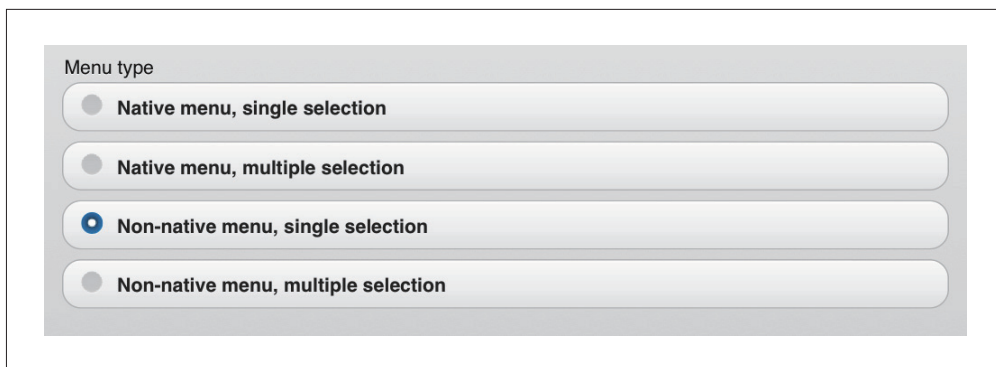 Menu type
Native menu, single selection
Native menu, multiple selection
Non-native menu, single selection
Non-native menu, multiple selection